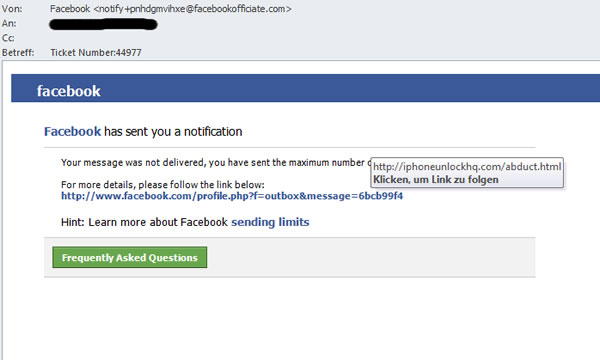 Von: Facebook <notify+pnhdgmvihxe@facebookofficiate.com>
An:
Cc:
Betreff: Ticket Number:44977
facebook
Facebook has sent you a notification
Your message was not delivered, you have sent the maximum number
http://iphoneunlockhq.com/abduct.html
Klicken, um Link zu folgen
For more details, please follow the link below:
http://www.facebook.com/profile.php?f=outbox&message=6bcb99f4
Hint: Learn more about Facebook sending limits
Frequently Asked Questions